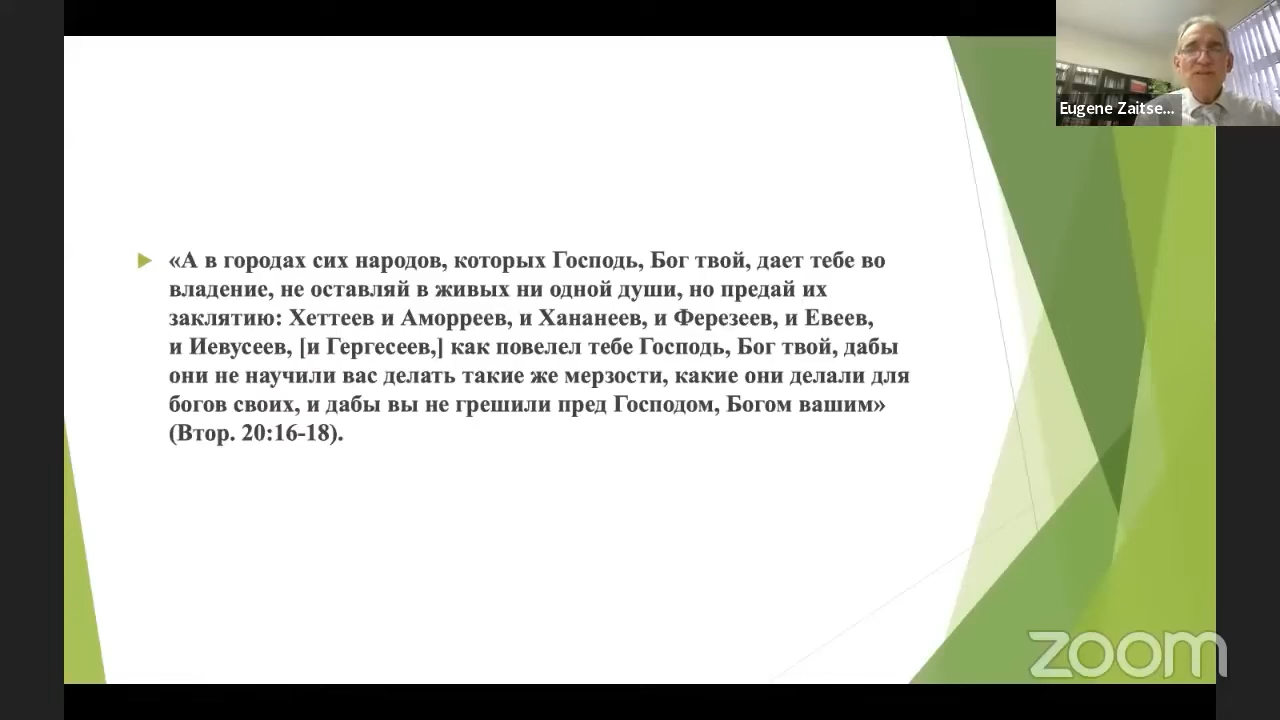 Eugene Zaitse...
«А в городах сих народов, которых Господь, Бог твой, дает тебе во
владение, не оставляй в живых ни одной души, но предай их
заклятию: Хеттеев и Аморреев, и Хананеев, и Ферезеев, и Евеев,
и Иевусеев, [и Гергесеев,] как повелел тебе Господь, Бог твой, дабы
они не научили вас делать такие же мерзости, какие они делали для
богов своих, и дабы вы не грешили пред Господом, Богом вашим»
(Втор. 20:16-18).
zoom